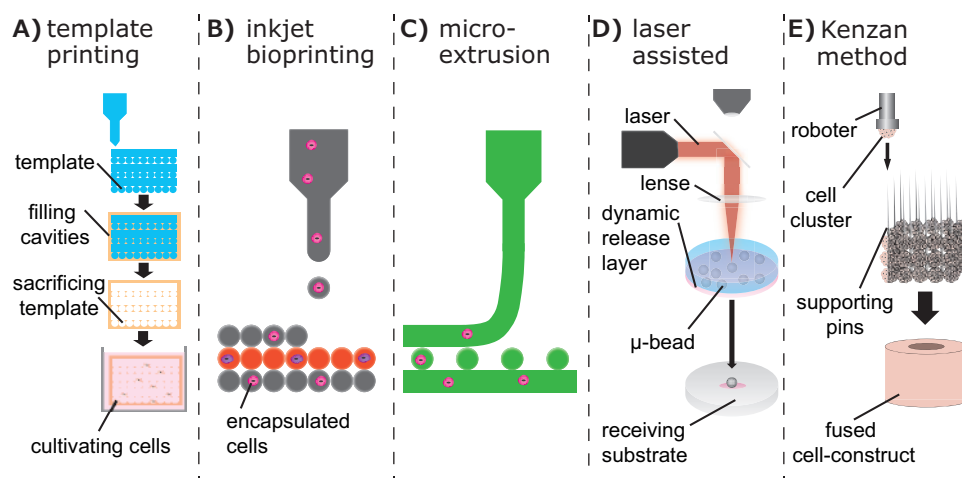 A) template
printing
template
filling
cavities
sacrificing
template
cultivating cells
B) inkjet
bioprinting
encapsulated
cells
C) micro-
extrusion
D) laser
assisted
laser
lense
dynamic
release
layer
μ-bead
receiving
substrate
E) Kenzan
method
roboter
cell
cluster
supporting
pins
fused
cell-construct